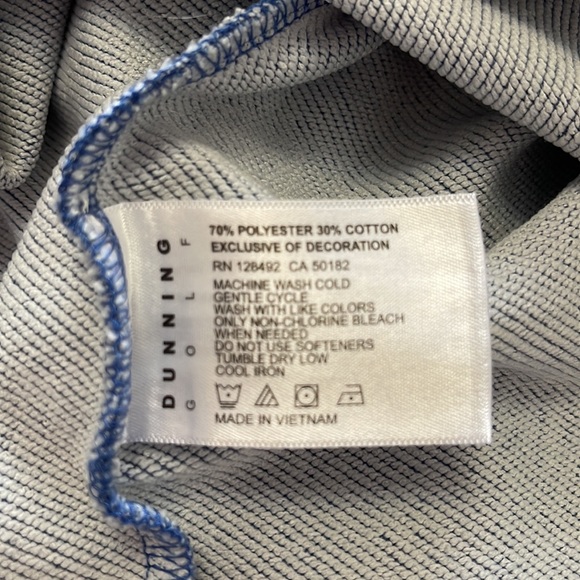 DUNNING
GOLF
70% POLYESTER 30% COTTON
EXCLUSIVE OF DECORATION
RN 128492 CA 50182
MACHINE WASH COLD
GENTLE CYCLE
WASH WITH LIKE COLORS
ONLY NON-CHLORINE BLEACH
WHEN NEEDED
DO NOT USE SOFTENERS
TUMBLE DRY LOW
COOL IRON
MADE IN VIETNAM